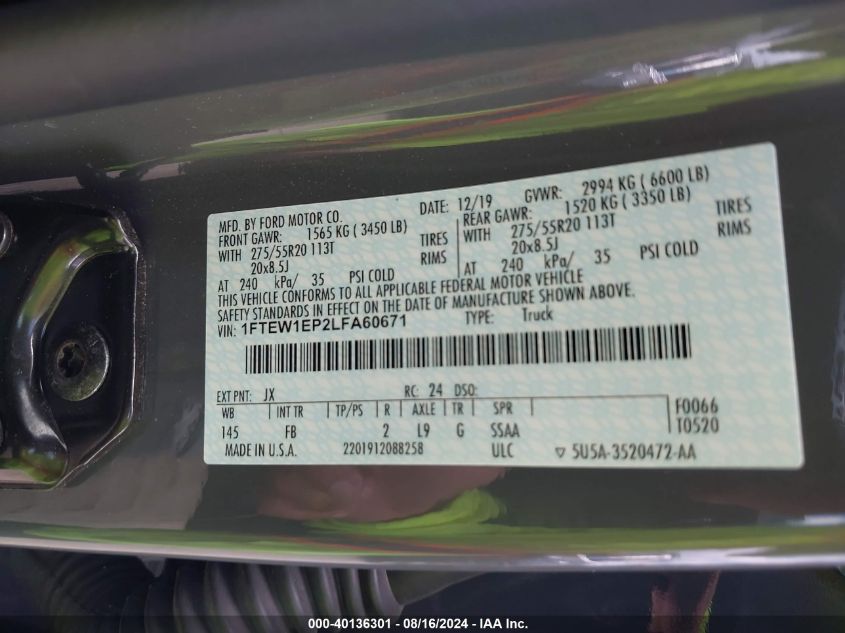 MFD. BY FORD MOTOR CO.
DATE: 12/19 GVWR: 2994 KG ( 6600 LB)
FRONT GAWR: 1565 KG ( 3450 LB)
REAR GAWR: 1520 KG ( 3350 LB)
WITH 275/55R20 113T TIRES
WITH 275/55R20 113T TIRES
20x8.5J RIMS
20x8.5J RIMS
AT 240 kPa/ 35 PSI COLD
AT 240 kPa/ 35 PSI COLD
THIS VEHICLE CONFORMS TO ALL APPLICABLE FEDERAL MOTOR VEHICLE
SAFETY STANDARDS IN EFFECT ON THE DATE OF MANUFACTURE SHOWN ABOVE.
VIN: 1FTEW1EP2LFA60671 TYPE: Truck
EXT PNT: JX RC: 24 DSO:
WB INT TR TP/PS R AXLE TR SPR F0066
145 FB 2 L9 G SSAA T0520
MADE IN U.S.A. 2201912088258 ULC ▽ 5U5A-3520472-AA
000-40136301 - 08/16/2024 - IAA Inc.